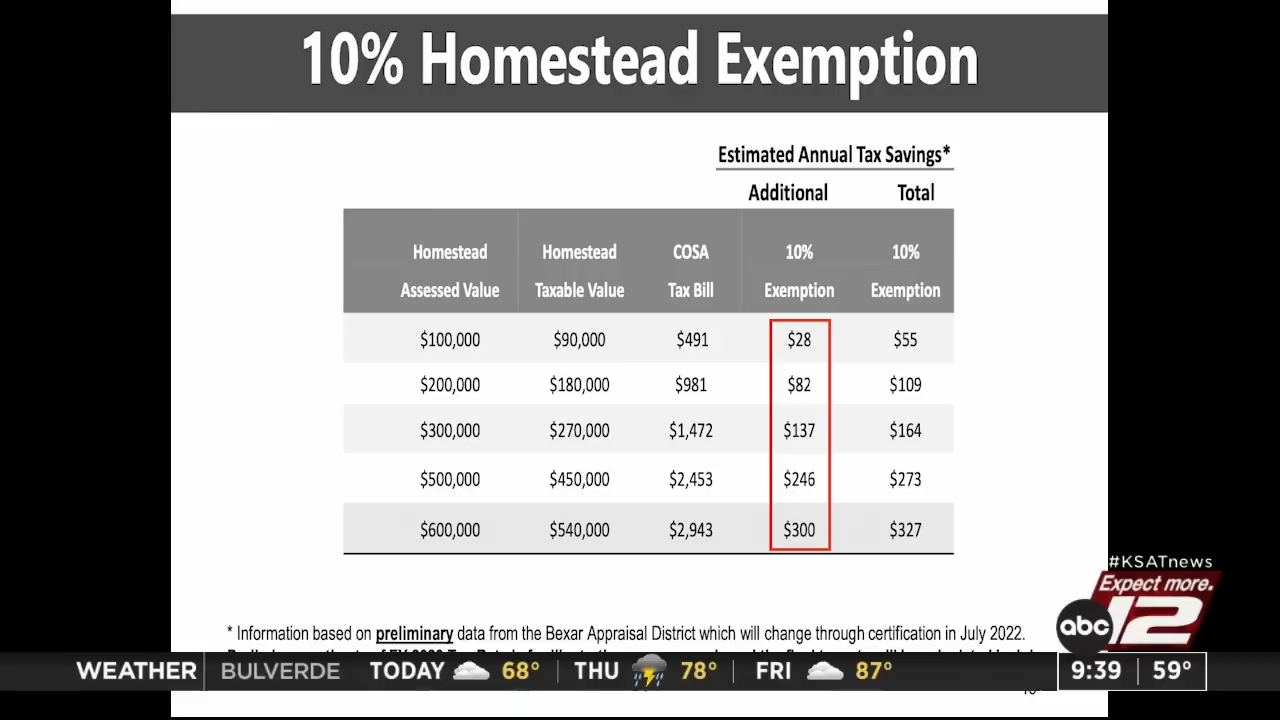 10% Homestead Exemption
Estimated Annual Tax Savings*
Additional Total
Homestead Homestead COSA 10% 10%
Assessed Value Taxable Value Tax Bill Exemption Exemption
$100,000 $90,000 $491 $28 $55
$200,000 $180,000 $981 $82 $109
$300,000 $270,000 $1,472 $137 $164
$500,000 $450,000 $2,453 $246 $273
$600,000 $540,000 $2,943 $300 $327
#KSATnews
Expect more.
abc 12
* Information based on preliminary data from the Bexar Appraisal District which will change through certification in July 2022.
WEATHER BULVERDE TODAY 68° THU 78° FRI 87° 9:39 59°